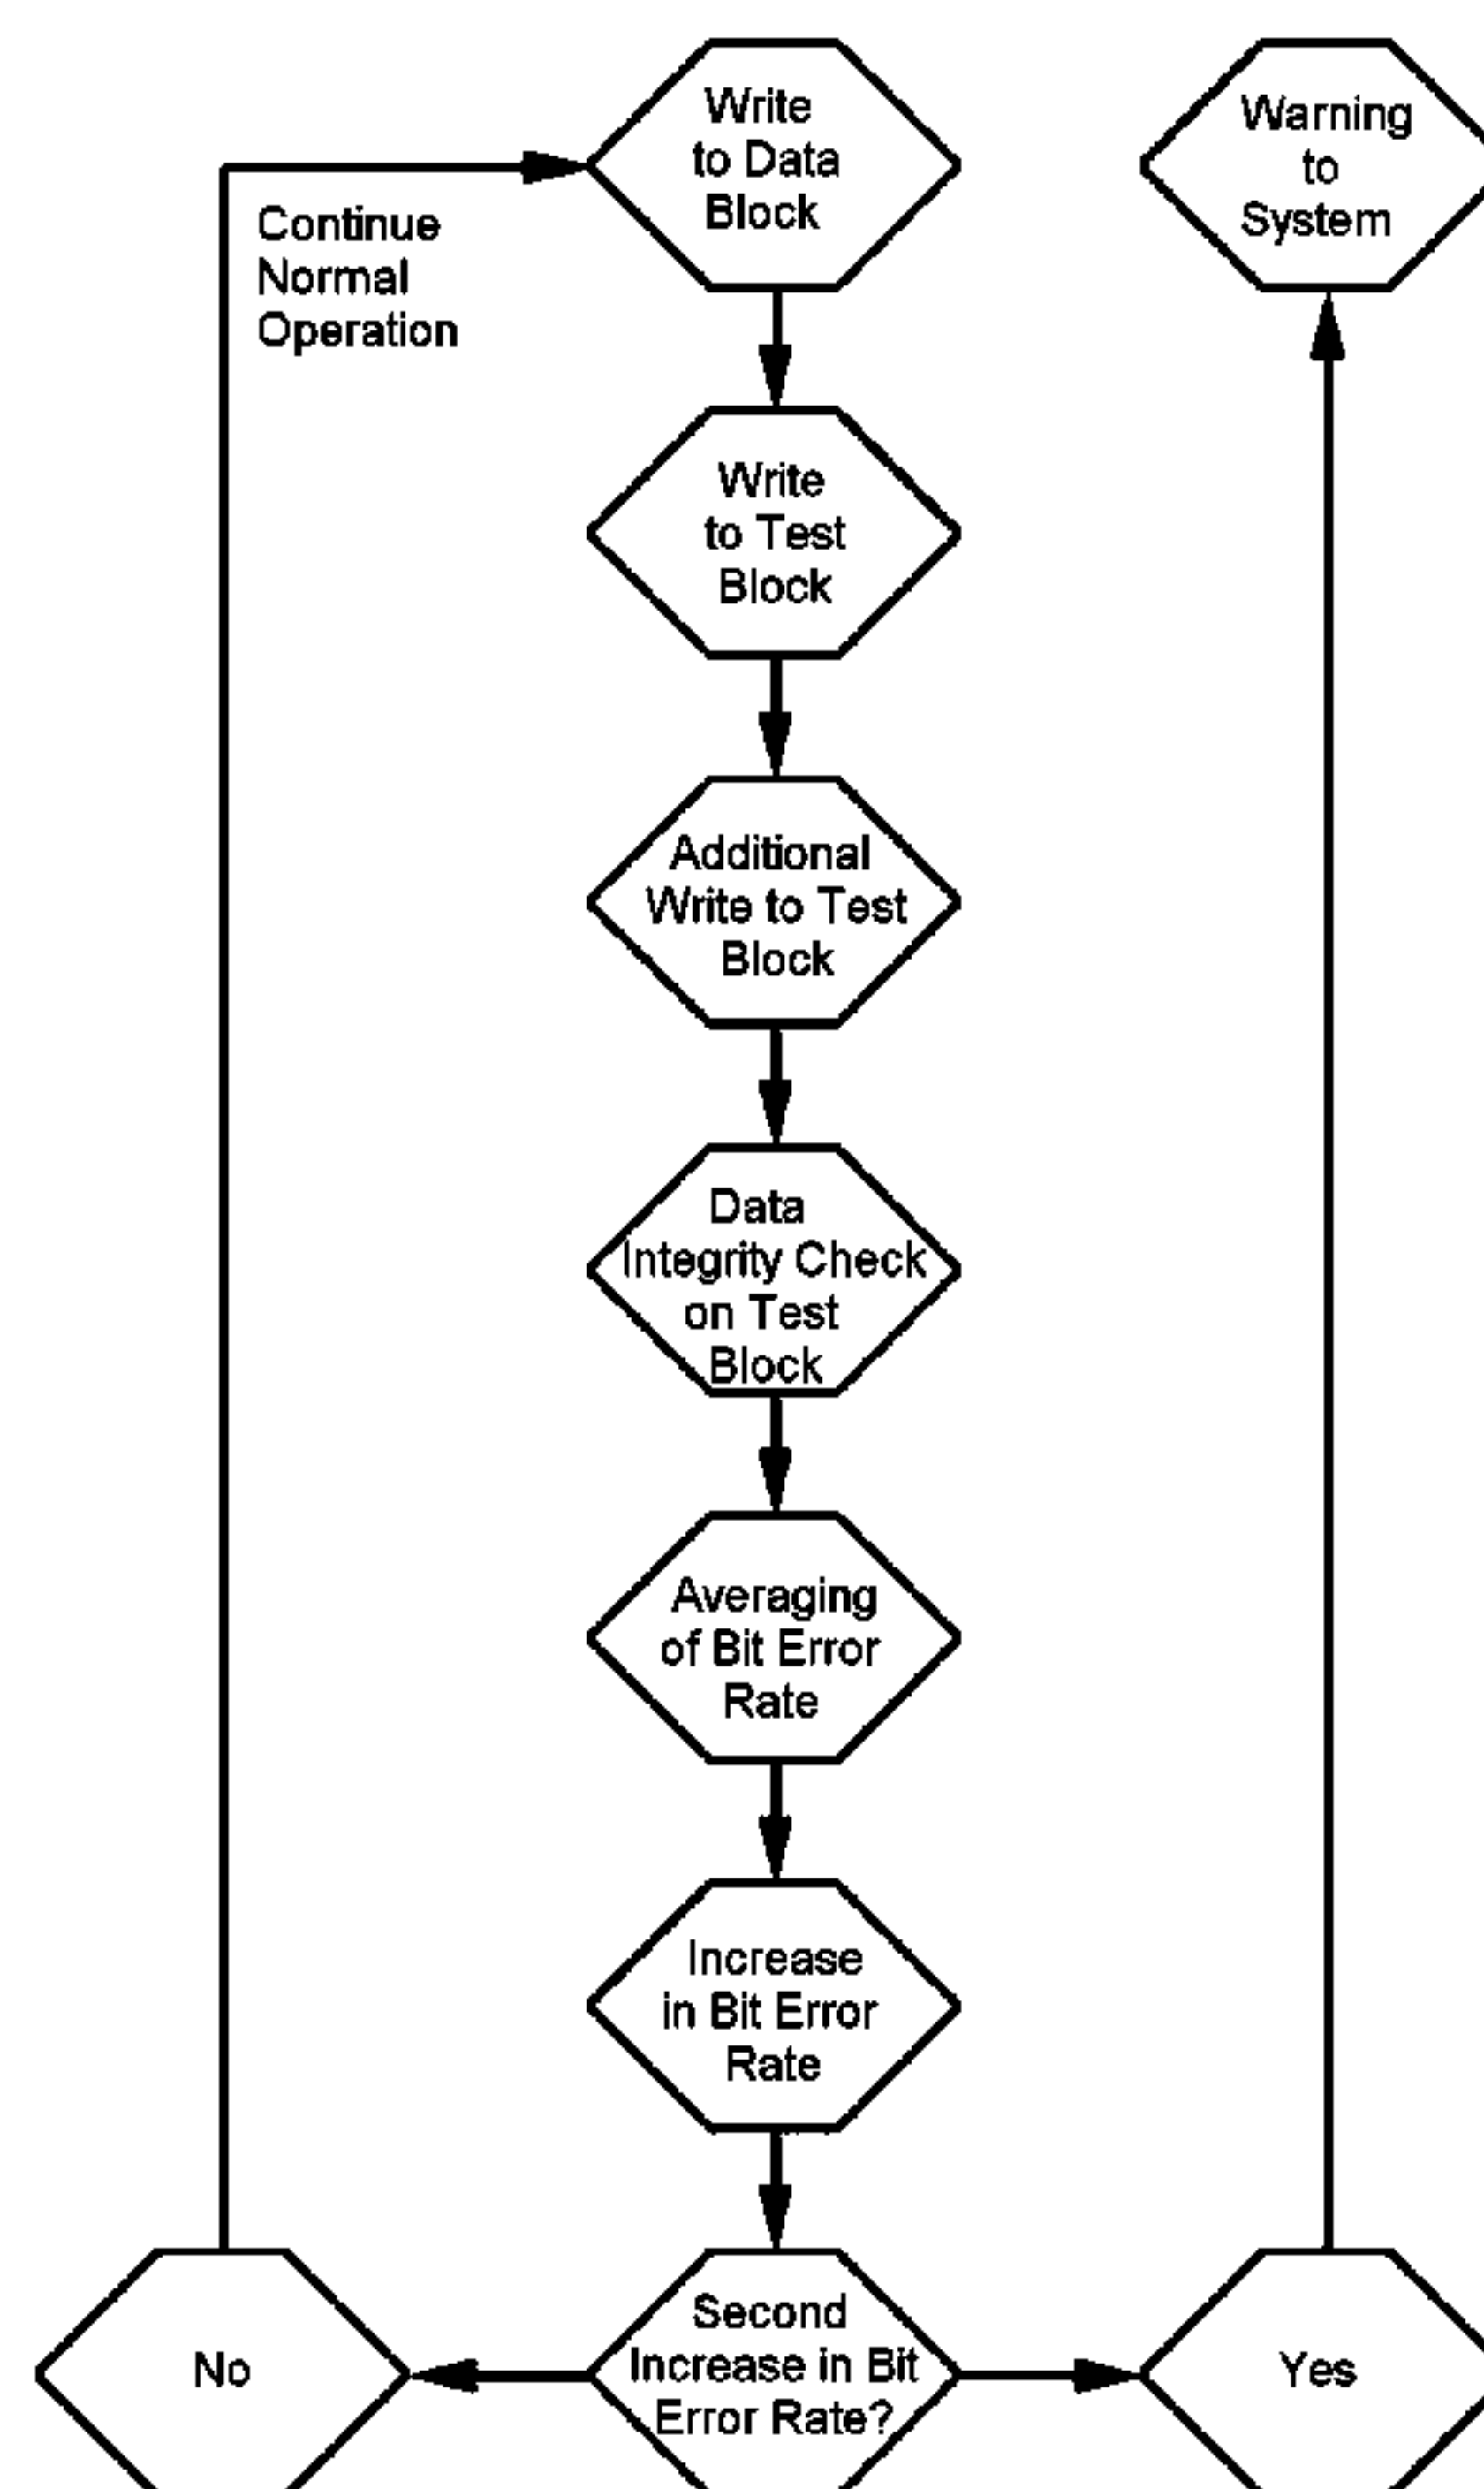 Write
to Data
Block
Warning
to
System
Continue
Normal
Operation
Write
to Test
Block
Additional
Write to Test
Block
Data
Integrity Check
on Test
Block
Averaging
of Bit Error
Rate
Increase
in Bit Error
Rate
No
Second
Increase in Bit
Error Rate?
Yes